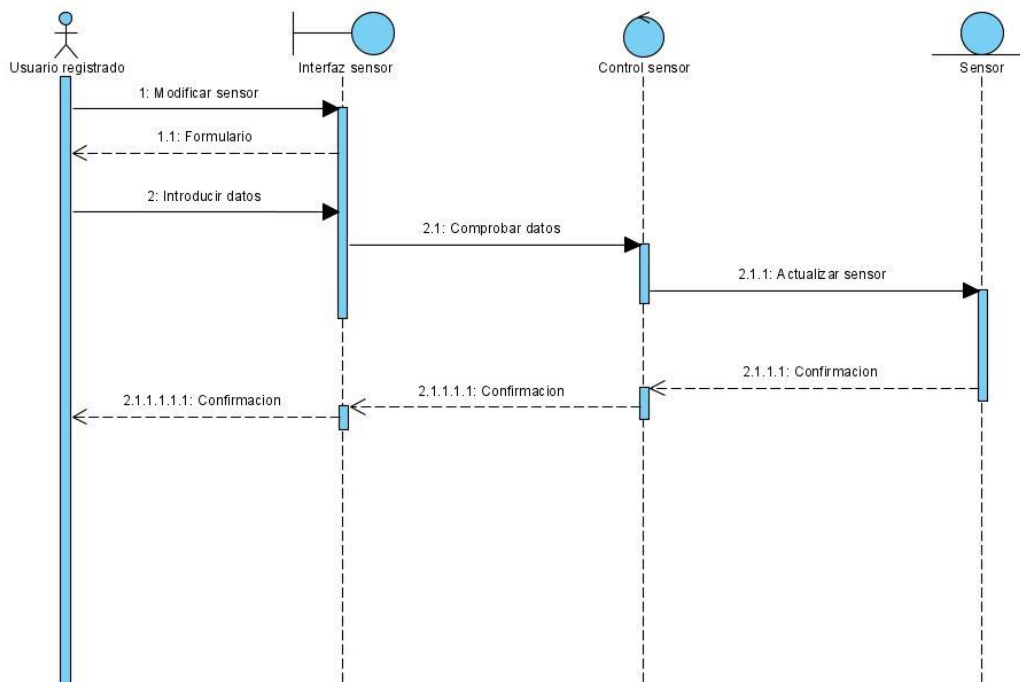 Usuario registrado
Interfaz sensor
Control sensor
Sensor
1: Modificar sensor
1.1: Formulario
2: Introducir datos
2.1: Comprobar datos
2.1.1: Actualizar sensor
2.1.1.1: Confirmacion
2.1.1.1.1: Confirmacion
2.1.1.1.1.1: Confirmacion